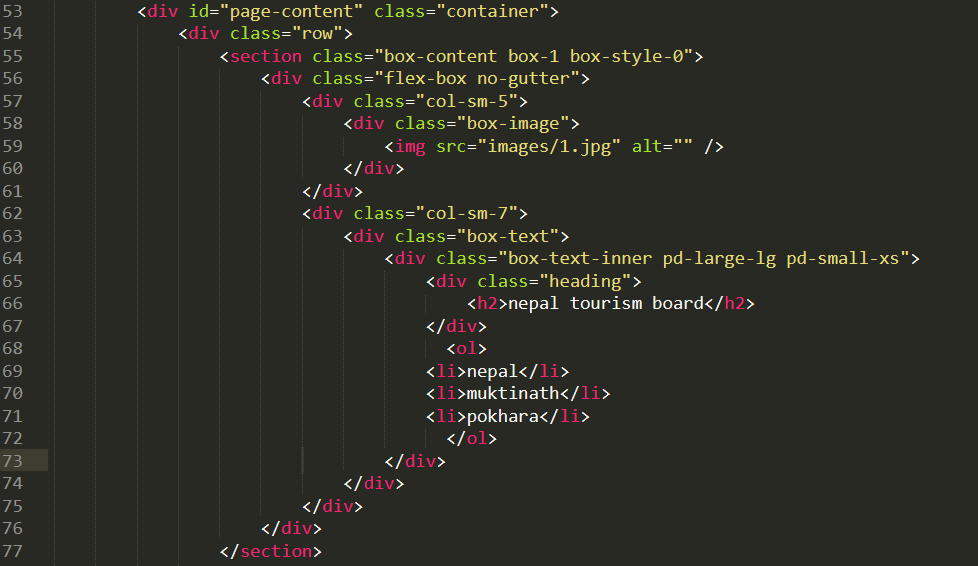 53 <div id="page-content" class="container">
54 <div class="row">
55 <section class="box-content box-1 box-style-0">
56 <div class="flex-box no-gutter">
57 <div class="col-sm-5">
58 <div class="box-image">
59 <img src="images/1.jpg" alt="" />
60 </div>
61 </div>
62 <div class="col-sm-7">
63 <div class="box-text">
64 <div class="box-text-inner pd-large-lg pd-small-xs">
65 <div class="heading">
66 <h2>nepal tourism board</h2>
67 </div>
68 <ol>
69 <li>nepal</li>
70 <li>muktinath</li>
71 <li>pokhara</li>
72 </ol>
73 </div>
74 </div>
75 </div>
76 </div>
77 </section>